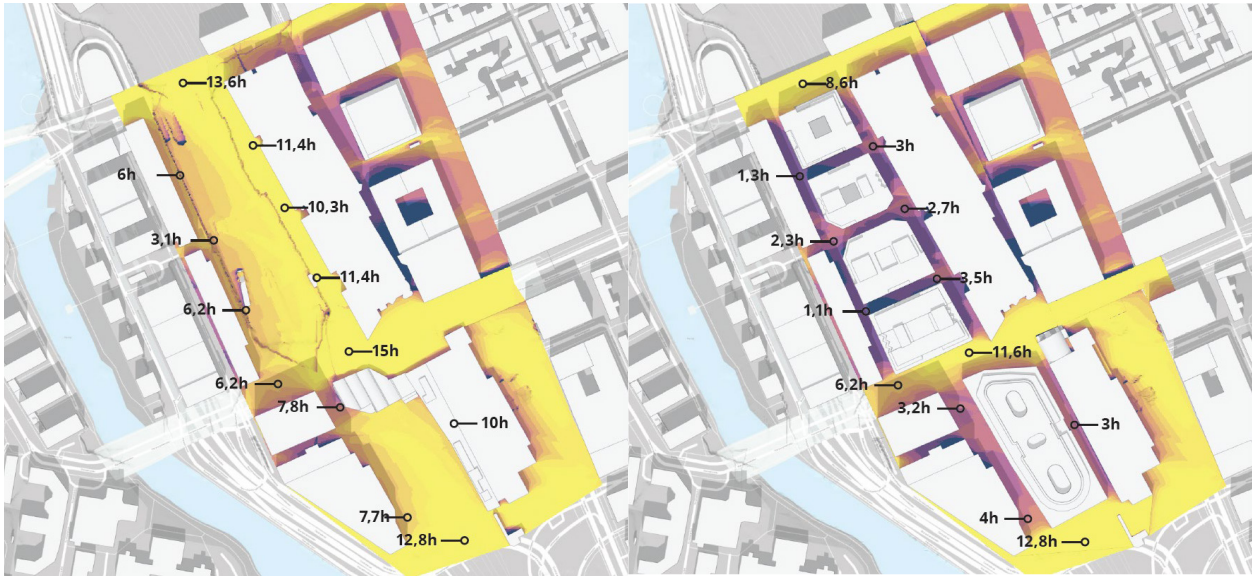 13,6h
11,4h
6h
10,3h
3,1h
11,4h
6,2h
15h
6,2h
7,8h
10h
7,7h
12,8h
8,6h
3h
1,3h
2,7h
2,3h
3,5h
1,1h
11,6h
6,2h
3,2h
3h
4h
12,8h